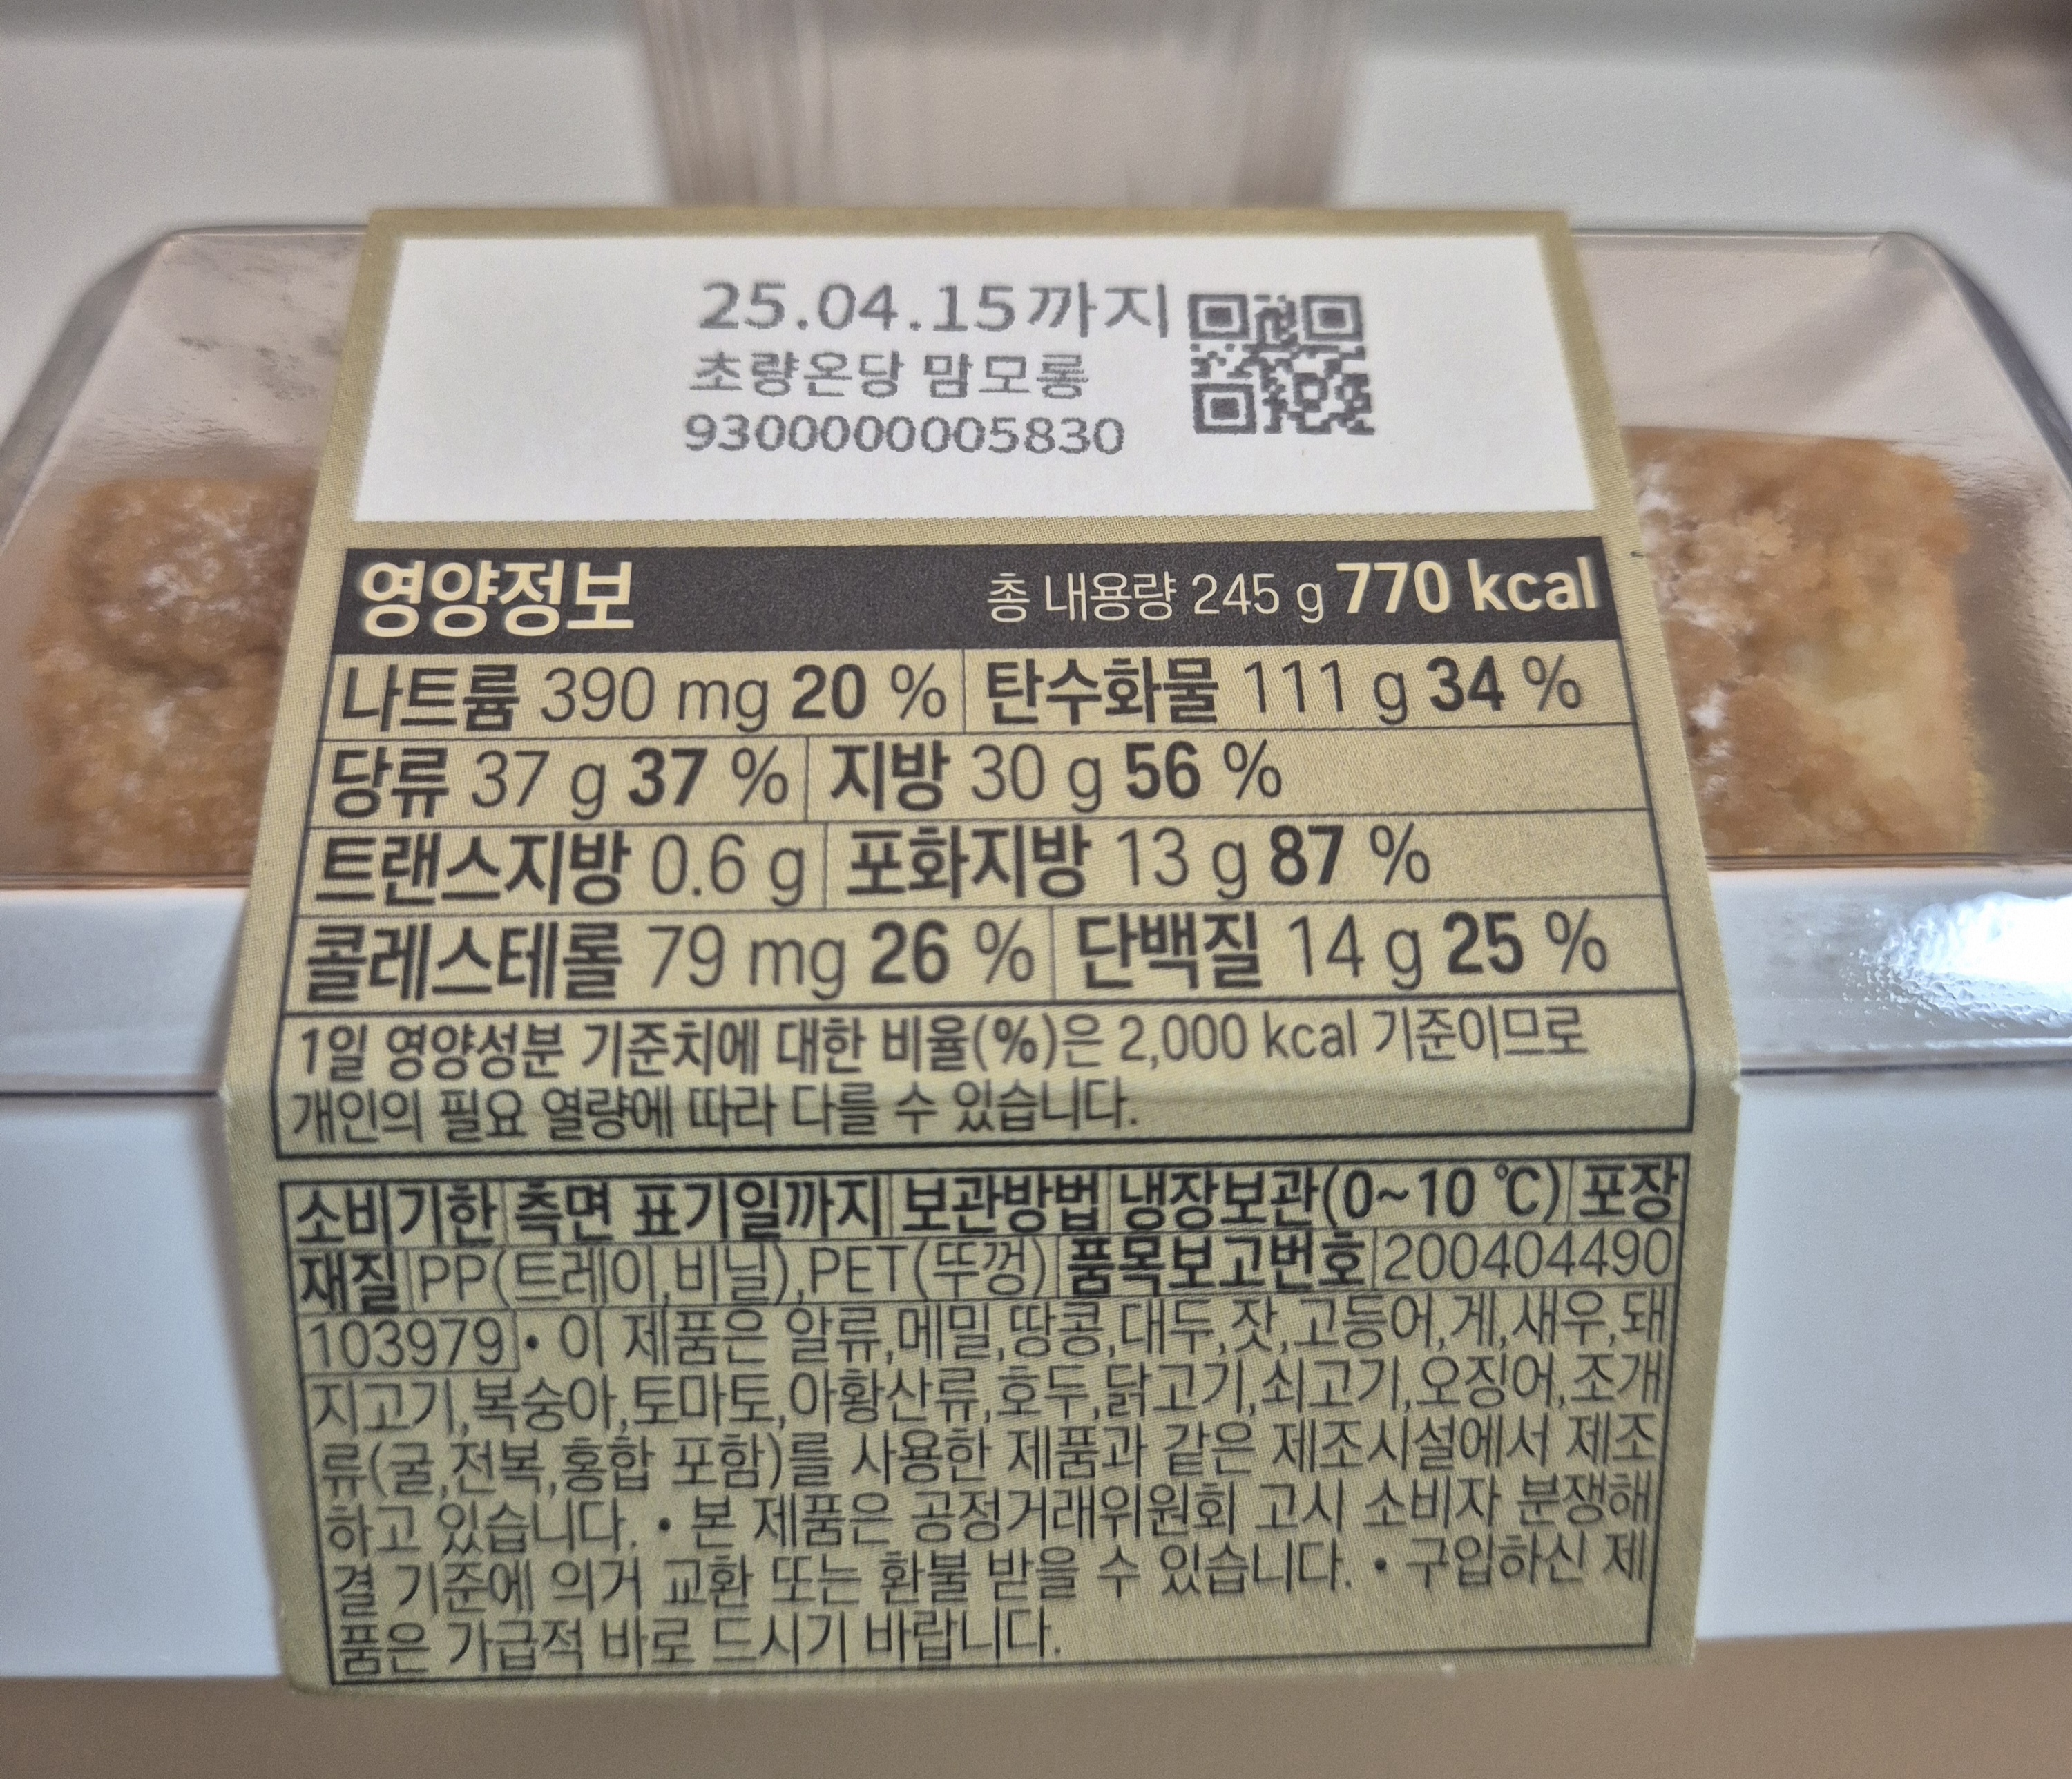 25.04.15까지
초량온당 맘모롱
9300000005830
영양정보 총 내용량 245 g 770 kcal
나트륨 390 mg 20 % 탄수화물 111 g 34 %
당류 37 g 37 % 지방 30 g 56 %
트랜스지방 0.6 g 포화지방 13 g 87 %
콜레스테롤 79 mg 26 % 단백질 14 g 25 %
1일 영양성분 기준치에 대한 비율(%)은 2,000 kcal 기준이므로
개인의 필요 열량에 따라 다를 수 있습니다.
소비기한 측면 표기일까지 보관방법 냉장보관(0~10 ℃) 포장
재질 PP(트레이,비닐),PET(뚜껑) 품목보고번호 200404490
103979 • 이 제품은 알류,메밀,땅콩,대두,잣,고등어,게,새우,돼
지고기,복숭아,토마토,아황산류,호두,닭고기,쇠고기,오징어,조개
류(굴,전복,홍합 포함)를 사용한 제품과 같은 제조시설에서 제조
하고 있습니다. • 본 제품은 공정거래위원회 고시 소비자 분쟁해
결 기준에 의거 교환 또는 환불 받을 수 있습니다. • 구입하신 제
품은 가급적 바로 드시기 바랍니다.